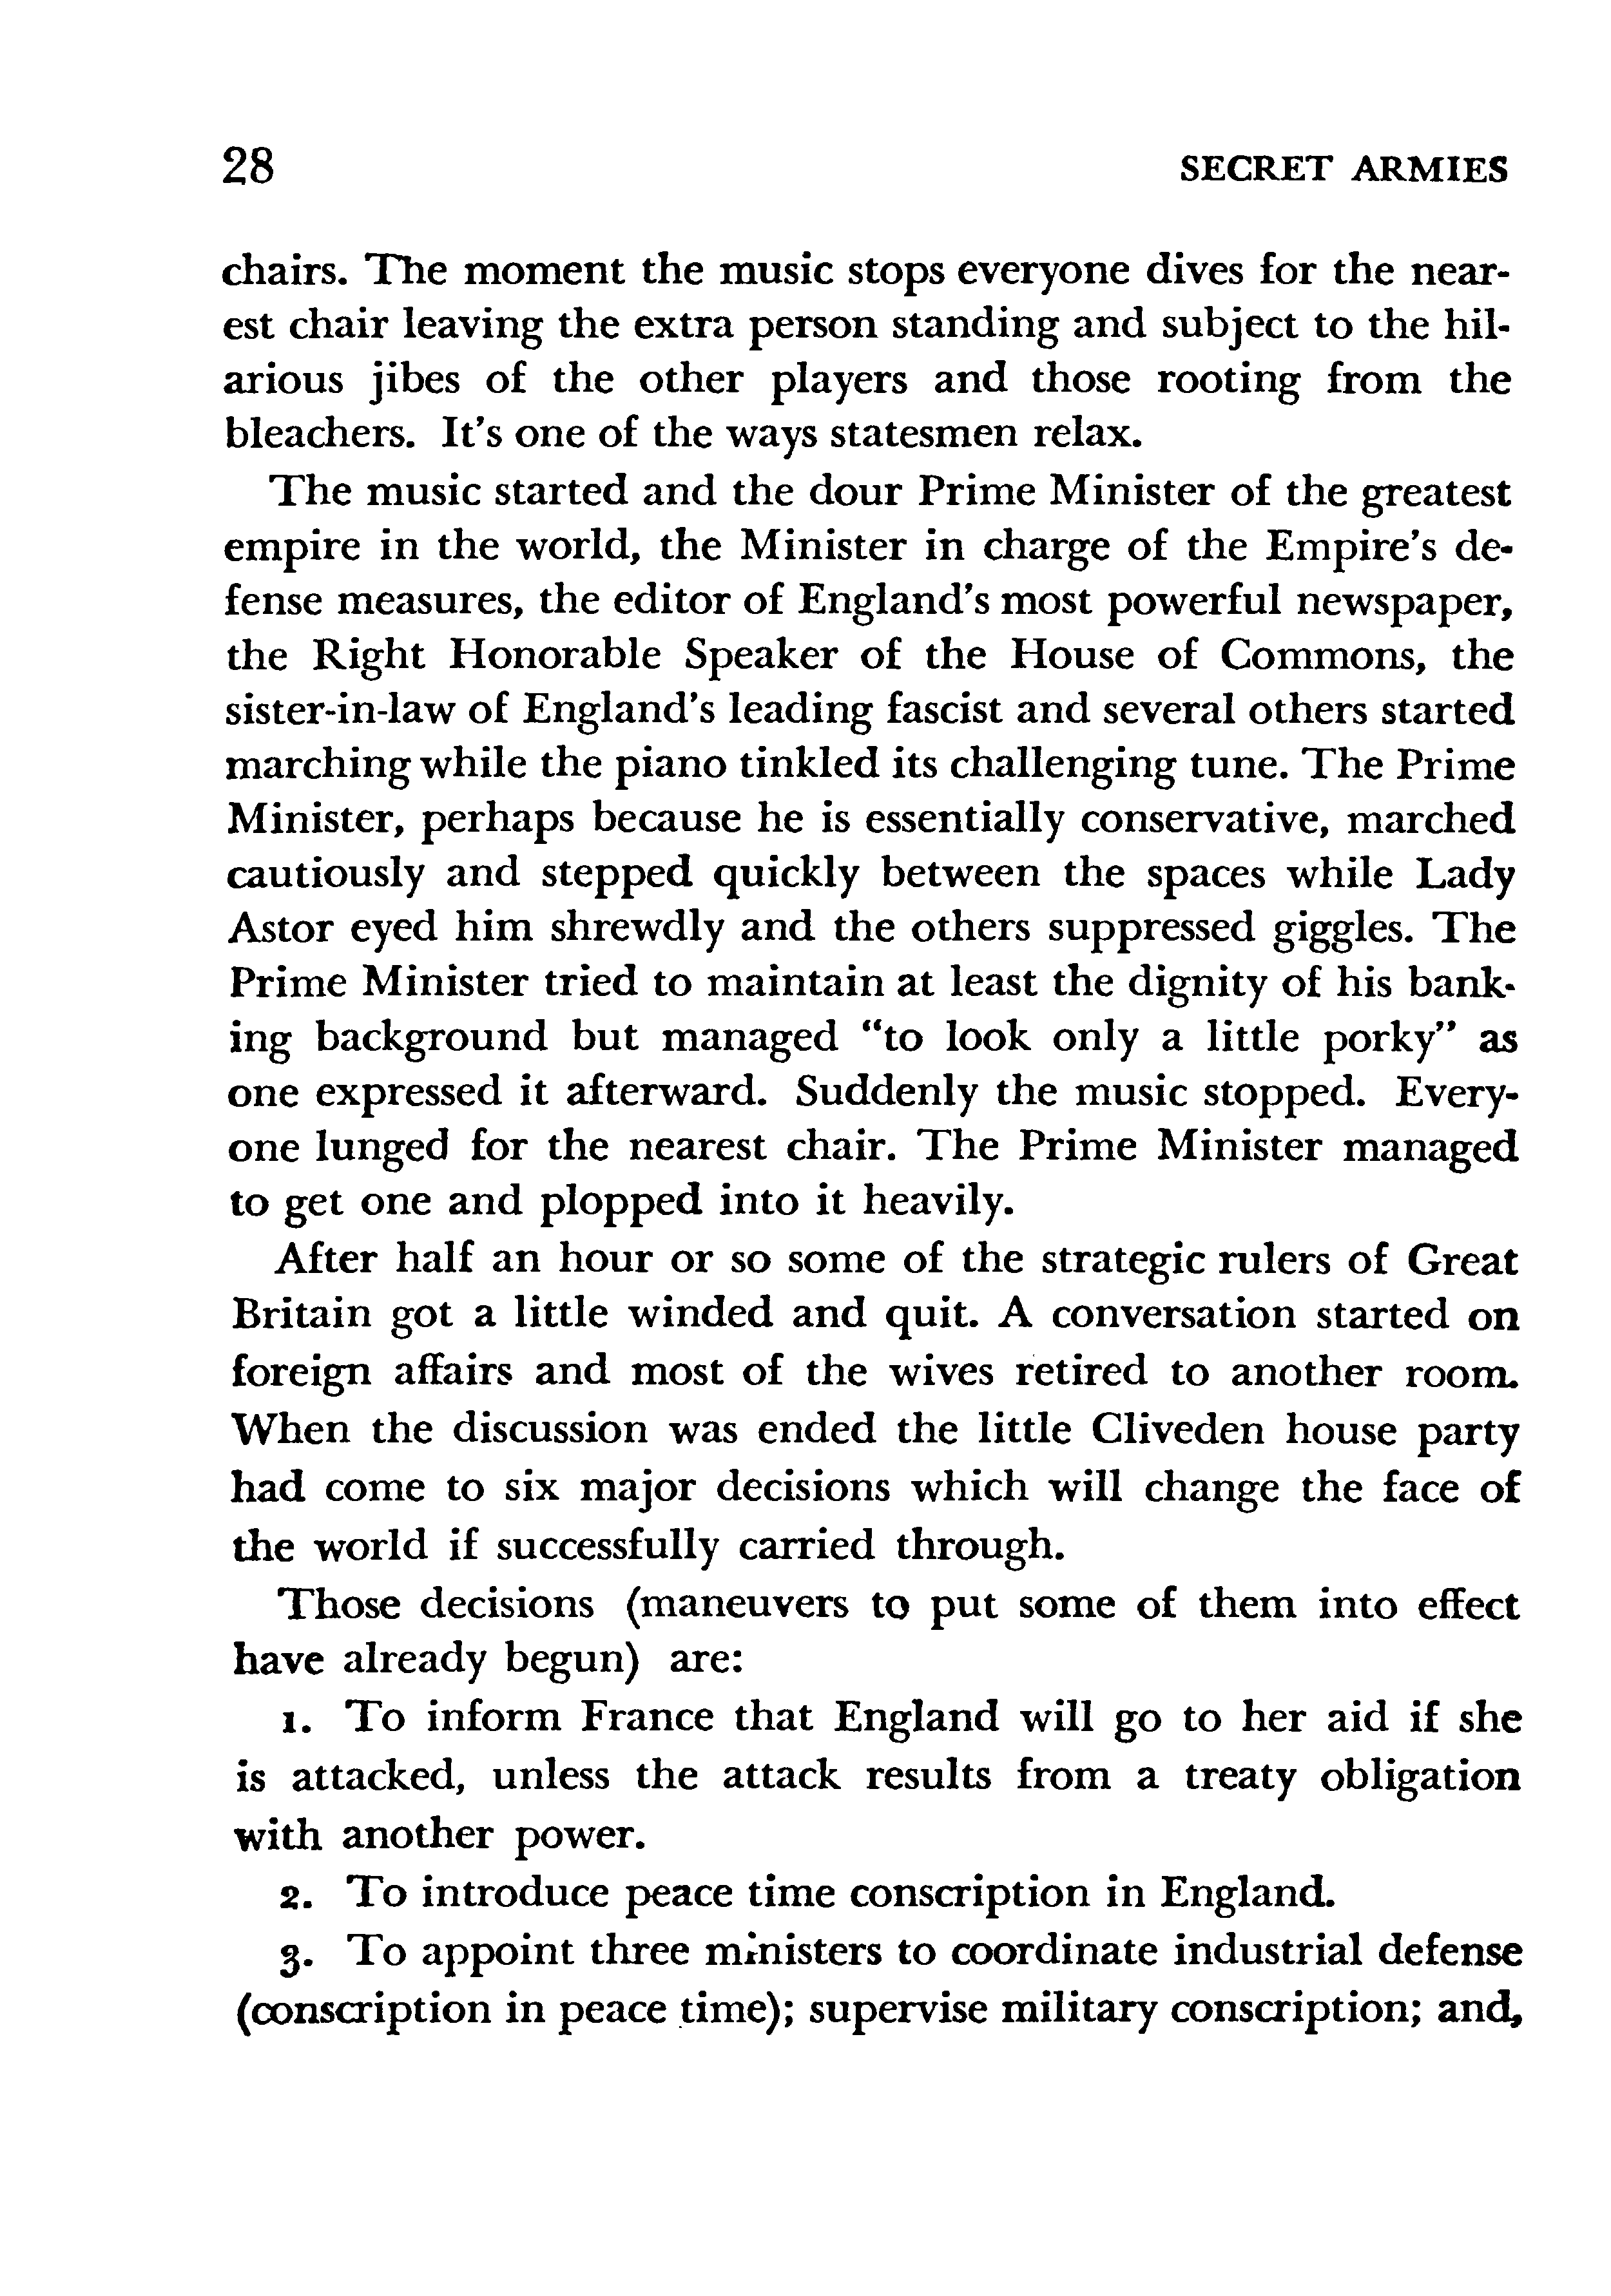 28 SECRET ARMIES
chairs. The moment the music stops everyone dives for the near-
est chair leaving the extra person standing and subject to the hil-
arious jibes of the other players and those rooting from the
bleachers. It's one of the ways statesmen relax.
The music started and the dour Prime Minister of the greatest
empire in the world, the Minister in charge of the Empire's de-
fense measures, the editor of England's most powerful newspaper,
the Right Honorable Speaker of the House of Commons, the
sister-in-law of England's leading fascist and several others started
marching while the piano tinkled its challenging tune. The Prime
Minister, perhaps because he is essentially conservative, marched
cautiously and stepped quickly between the spaces while Lady
Astor eyed him shrewdly and the others suppressed giggles. The
Prime Minister tried to maintain at least the dignity of his bank-
ing background but managed “to look only a little porky” as
one expressed it afterward. Suddenly the music stopped. Every-
one lunged for the nearest chair. The Prime Minister managed
to get one and plopped into it heavily.
After half an hour or so some of the strategic rulers of Great
Britain got a little winded and quit. A conversation started on
foreign affairs and most of the wives retired to another room.
When the discussion was ended the little Cliveden house party
had come to six major decisions which will change the face of
the world if successfully carried through.
Those decisions (maneuvers to put some of them into effect
have already begun) are:
1. To inform France that England will go to her aid if she
is attacked, unless the attack results from a treaty obligation
with another power.
2. To introduce peace time conscription in England.
3. To appoint three ministers to coordinate industrial defense
(conscription in peace time); supervise military conscription; and,